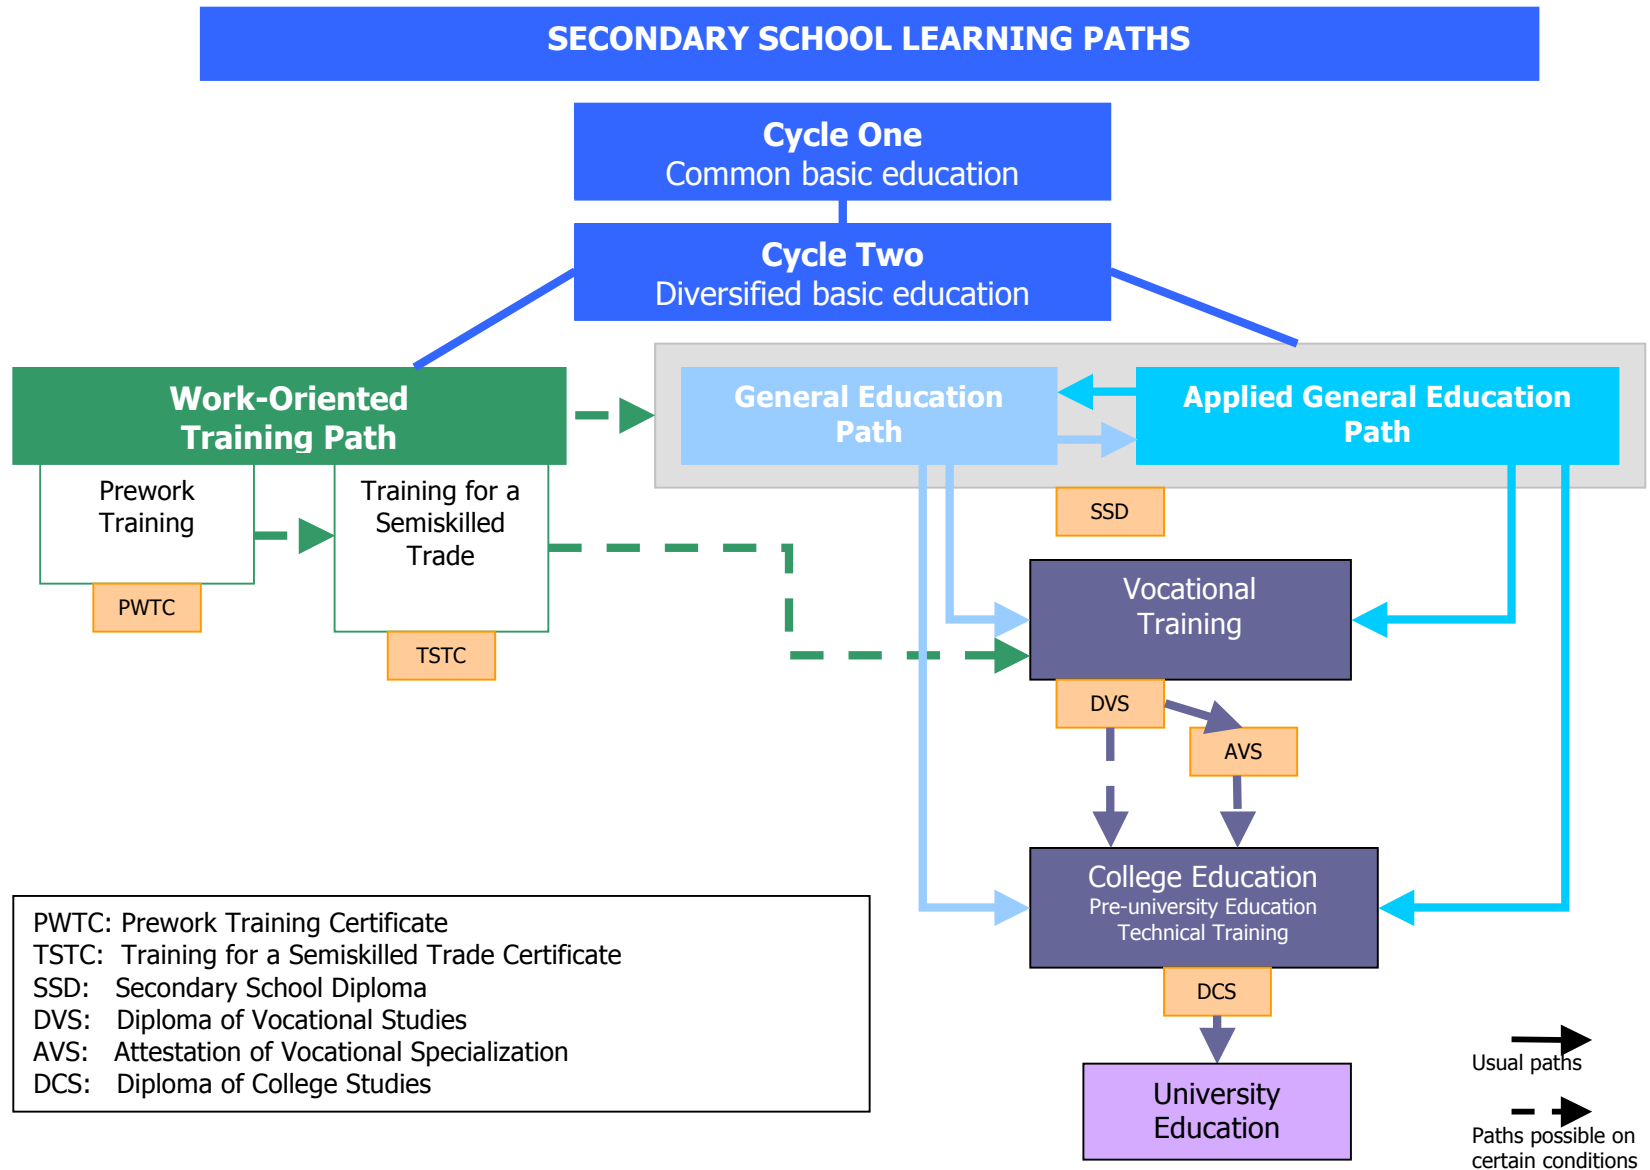 SECONDARY SCHOOL LEARNING PATHS
Cycle One
Common basic education
Cycle Two
Diversified basic education
Work-Oriented
Training Path
General Education
Path
Applied General Education
Path
Prework
Training
Training for a
Semiskilled
Trade
PWTC
TSTC
SSD
Vocational
Training
DVS
AVS
College Education
Pre-university Education
Technical Training
DCS
University
Education
PWTC: Prework Training Certificate
TSTC: Training for a Semiskilled Trade Certificate
SSD: Secondary School Diploma
DVS: Diploma of Vocational Studies
AVS: Attestation of Vocational Specialization
DCS: Diploma of College Studies
Usual paths
Paths possible on
certain conditions